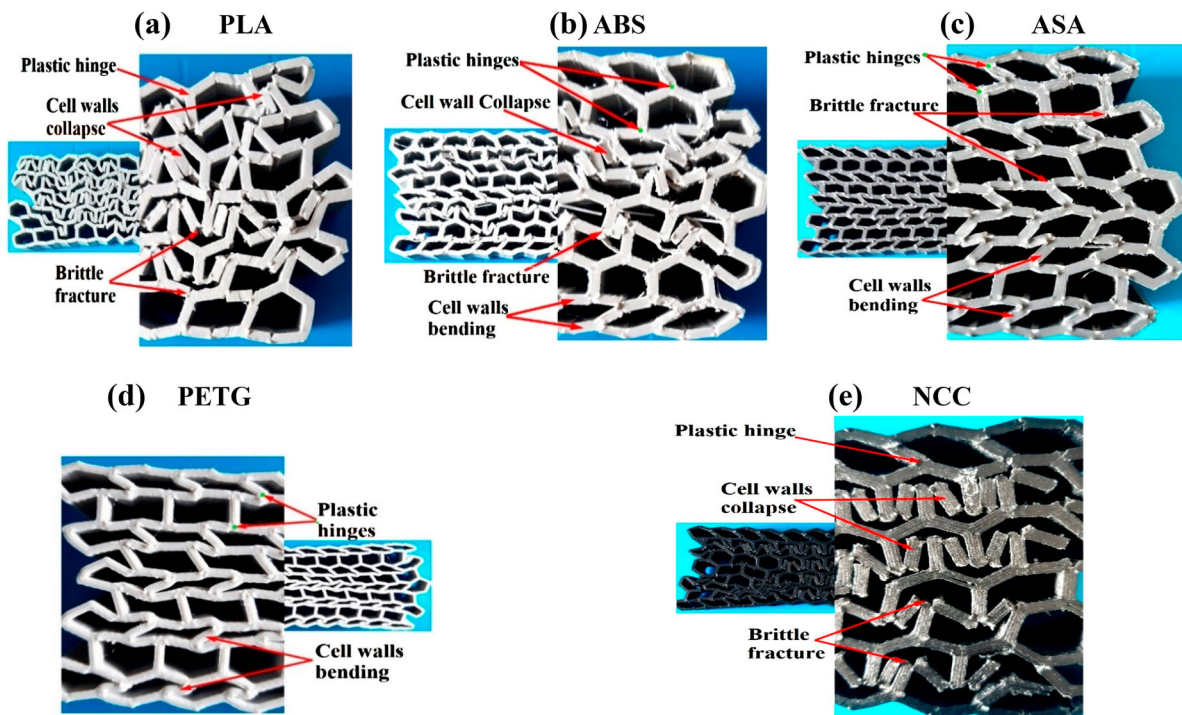 (a) PLA
Plastic hinge
Cell walls
collapse
Brittle
fracture
(b) ABS
Plastic hinges
Cell wall Collapse
Brittle fracture
Cell walls
bending
(c) ASA
Plastic hinges
Brittle fracture
Cell walls
bending
(d) PETG
Plastic
hinges
Cell walls
bending
(e) NCC
Plastic hinge
Cell walls
collapse
Brittle
fracture